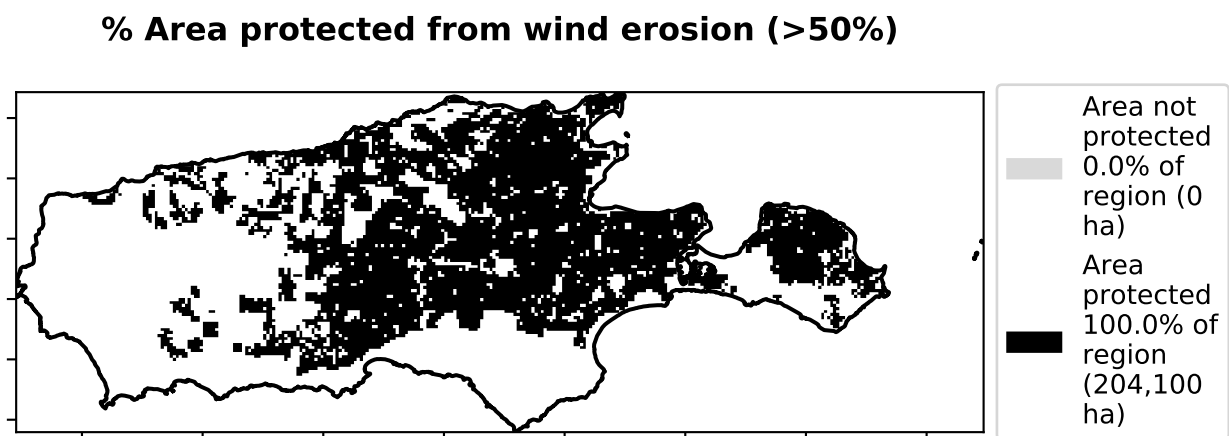 % Area protected from wind erosion (>50%)
Area not
protected
0.0% of
region (0
ha)
Area
protected
100.0% of
region
(204,100
ha)